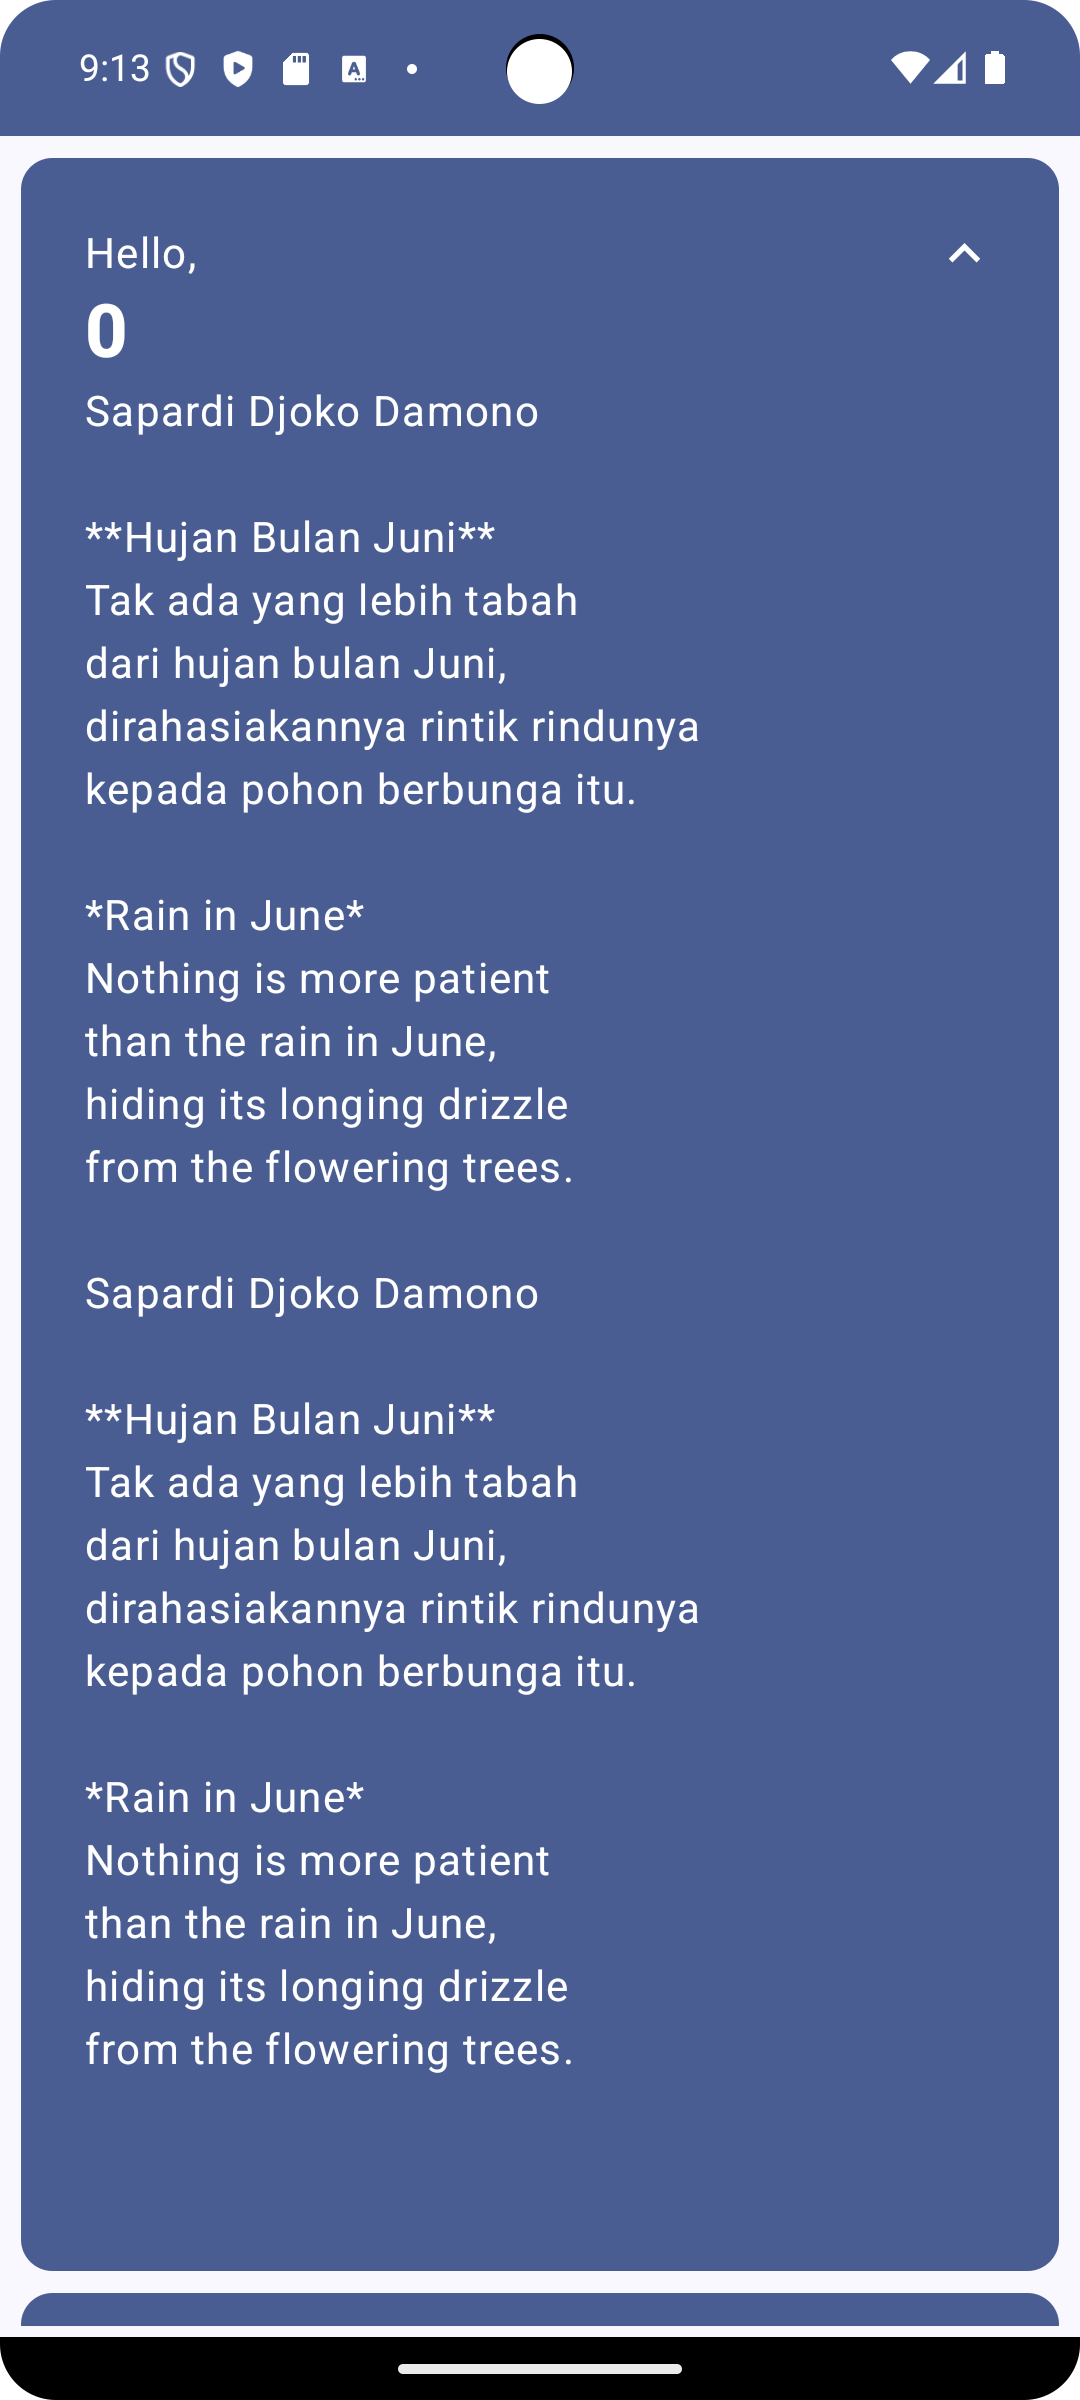 9:13
Hello,
0
Sapardi Djoko Damono
**Hujan Bulan Juni**
Tak ada yang lebih tabah
dari hujan bulan Juni,
dirahasiakannya rintik rindunya
kepada pohon berbunga itu.
*Rain in June*
Nothing is more patient
than the rain in June,
hiding its longing drizzle
from the flowering trees.
Sapardi Djoko Damono
**Hujan Bulan Juni**
Tak ada yang lebih tabah
dari hujan bulan Juni,
dirahasiakannya rintik rindunya
kepada pohon berbunga itu.
*Rain in June*
Nothing is more patient
than the rain in June,
hiding its longing drizzle
from the flowering trees.